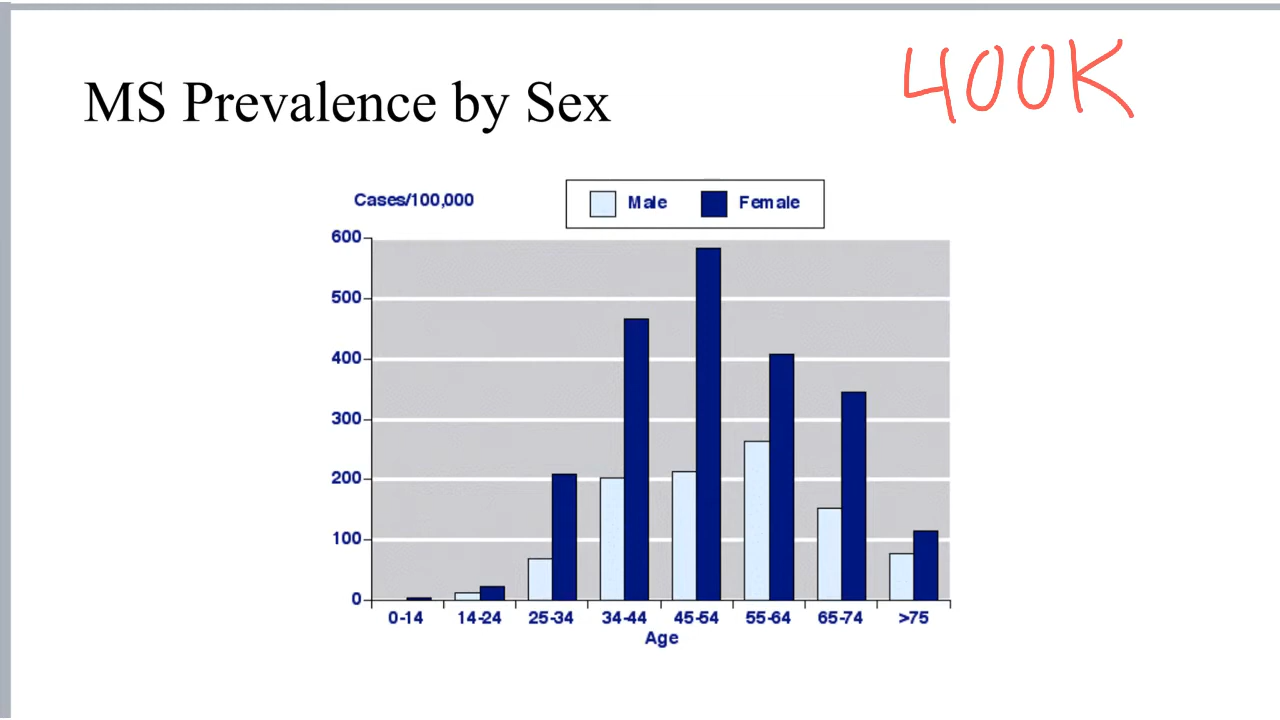 400K
MS Prevalence by Sex
Cases/100,000
Male Female
600
500
400
300
200
100
0
0-14 14-24 25-34 34-44 45-54 55-64 65-74 >75
Age